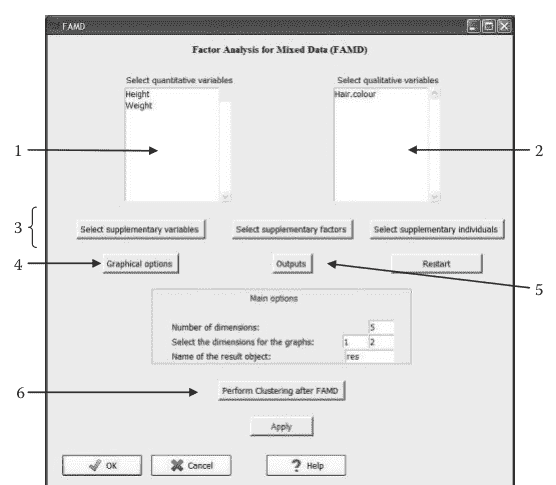 FAMD
Factor Analysis for Mixed Data (FAMD)
Select quantitative variables
Select qualitative variables
Height
Weight
Hair.colour
1
2
3
Select supplementary variables
Select supplementary factors
Select supplementary individuals
4
Graphical options
Outputs
Restart
5
Main options
Number of dimensions:
5
Select the dimensions for the graphs:
1
2
Name of the result object:
res
6
Perform Clustering after FAMD
Apply
OK
Cancel
? Help